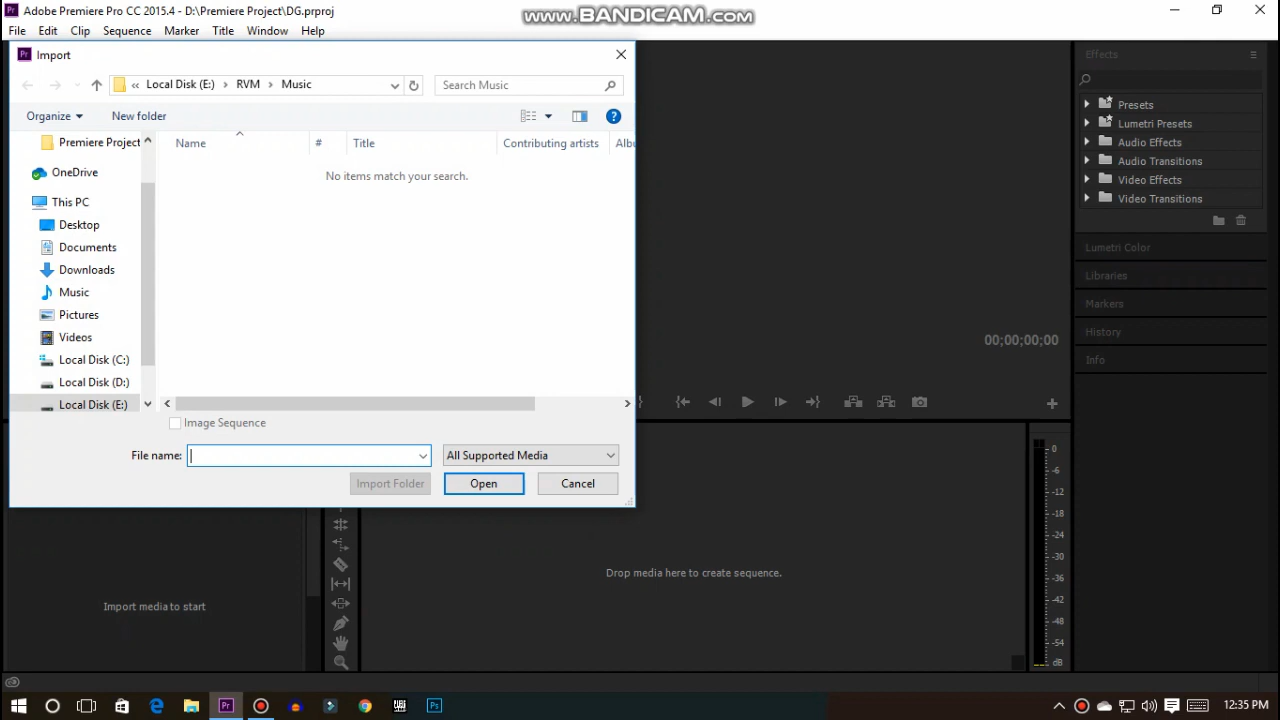 Adobe Premiere Pro CC 2015.4 - D:\Premiere Project\DG.prproj
www.BANDICAM.com
File Edit Clip Sequence Marker Title Window Help
Import
Local Disk (E:) RVM Music
Search Music
Organize New folder
Name # Title Contributing artists Albu
No items match your search.
Premiere Project
OneDrive
This PC
Desktop
Documents
Downloads
Music
Pictures
Videos
Local Disk (C:)
Local Disk (D:)
Local Disk (E:)
Image Sequence
File name:
All Supported Media
Import Folder Open Cancel
Effects
Presets
Lumetri Presets
Audio Effects
Audio Transitions
Video Effects
Video Transitions
Lumetri Color
Libraries
Markers
History
Info
00;00;00;00
Import media to start
Drop media here to create sequence.
0
-6
-12
-18
-24
-30
-36
-42
-48
-54
dB
12:35 PM